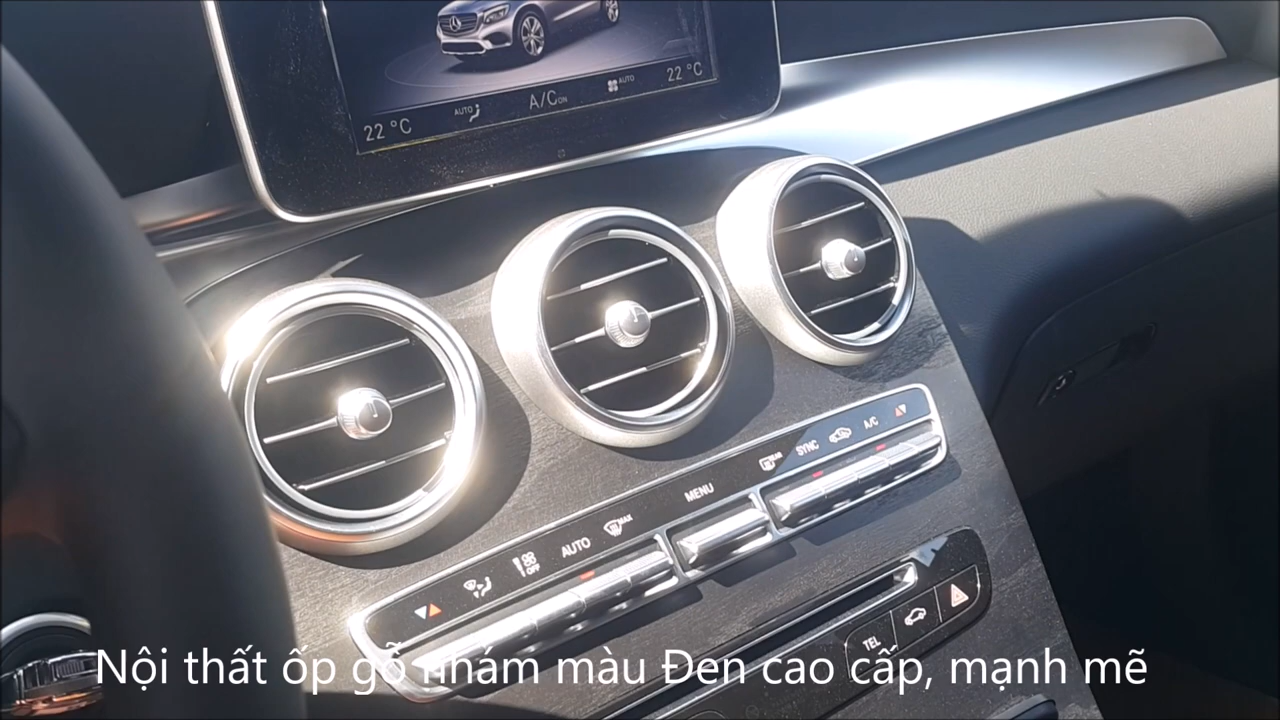 22 °C
AUTO
A/C ON
AUTO
22 °C
OFF
AUTO
MAX
MENU
REAR
SYNC
A/C
TEL
Nội thất ốp gỗ nhám màu Đen cao cấp, mạnh mẽ